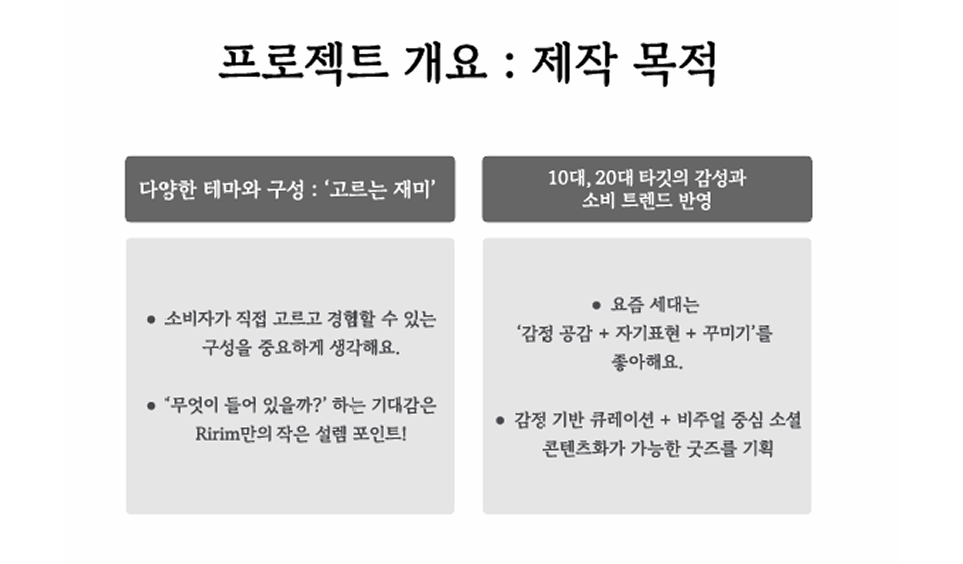 프로젝트 개요 : 제작 목적
다양한 테마와 구성 : ‘고르는 재미’
● 소비자가 직접 고르고 경험할 수 있는
구성을 중요하게 생각해요.
● ‘무엇이 들어 있을까?’ 하는 기대감은
Ririm만의 작은 설렘 포인트!
10대, 20대 타깃의 감성과
소비 트렌드 반영
● 요즘 세대는
‘감정 공감 + 자기표현 + 꾸미기’를
좋아해요.
● 감정 기반 큐레이션 + 비주얼 중심 소셜
콘텐츠화가 가능한 굿즈를 기획